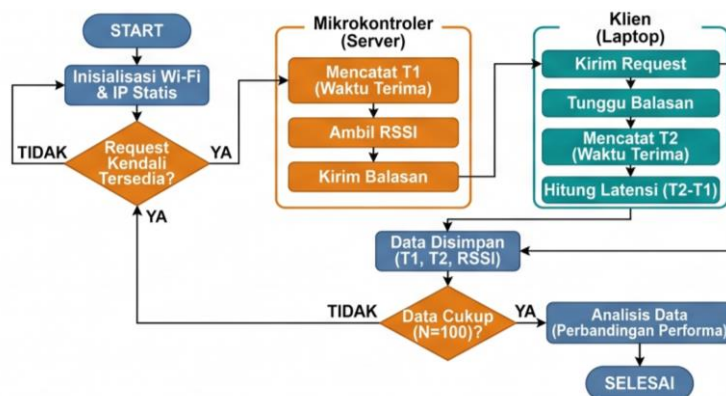 START
Inisialisasi Wi-Fi
& IP Statis
TIDAK
Request
Kendali
Tersedia?
YA
YA
Mikrokontroler
(Server)
Mencatat T1
(Waktu Terima)
Ambil RSSI
Kirim Balasan
Klien
(Laptop)
Kirim Request
Tunggu Balasan
Mencatat T2
(Waktu Terima)
Hitung Latensi (T2-T1)
Data Disimpan
(T1, T2, RSSI)
TIDAK
Data Cukup
(N=100)?
YA
Analisis Data
(Perbandingan Performa)
SELESAI